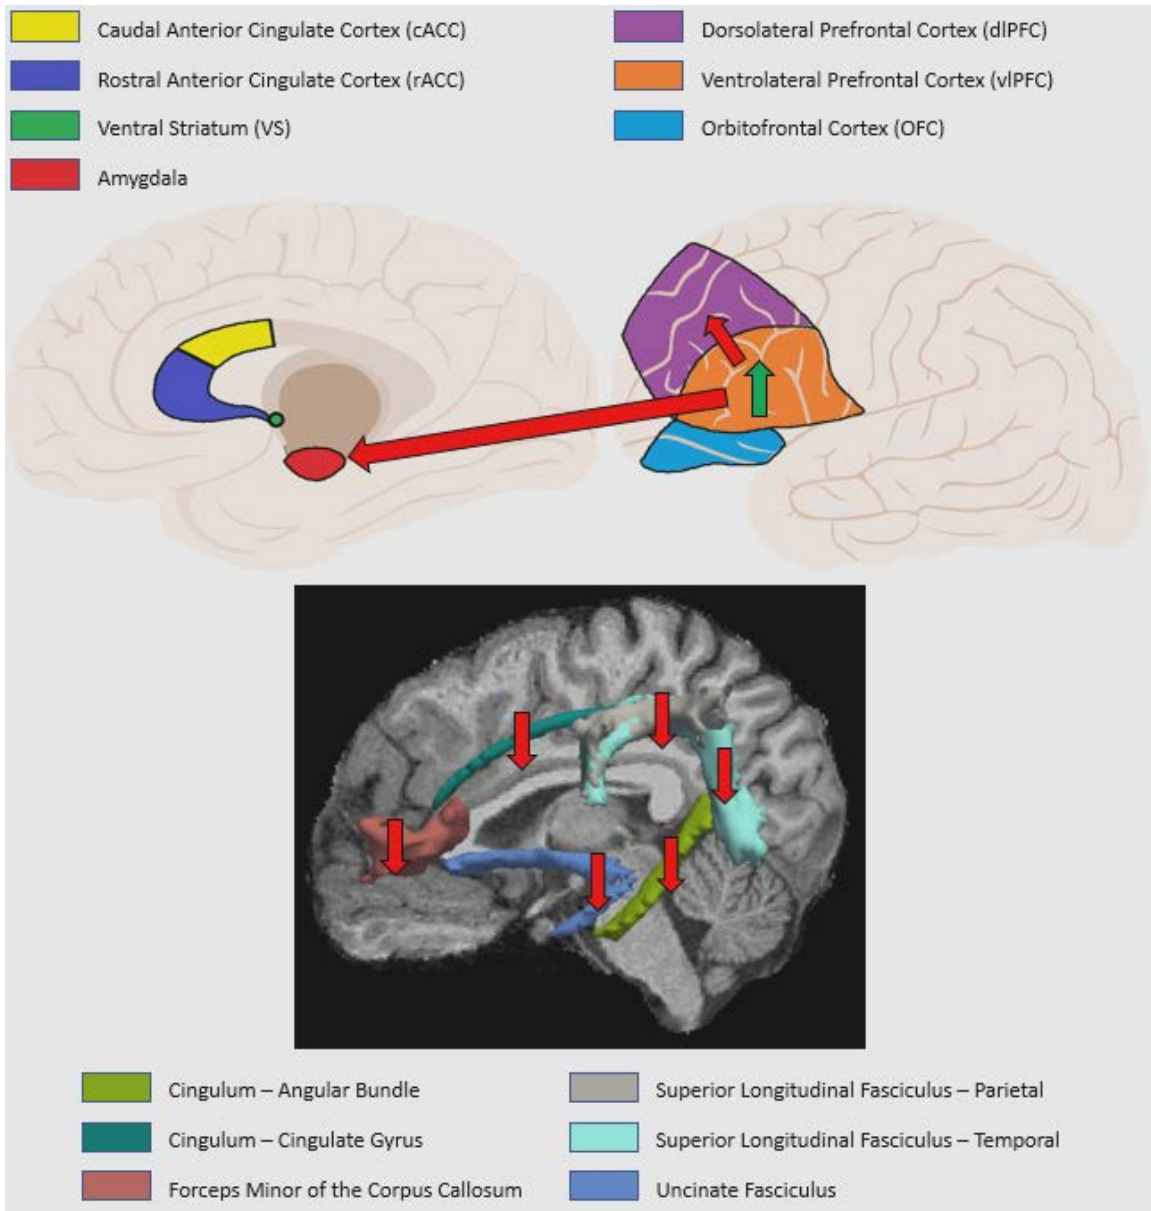 Caudal Anterior Cingulate Cortex (cACC)
Dorsolateral Prefrontal Cortex (dlPFC)
Rostral Anterior Cingulate Cortex (rACC)
Ventrolateral Prefrontal Cortex (vlPFC)
Ventral Striatum (VS)
Orbitofrontal Cortex (OFC)
Amygdala
Cingulum – Angular Bundle
Superior Longitudinal Fasciculus – Parietal
Cingulum – Cingulate Gyrus
Superior Longitudinal Fasciculus – Temporal
Forceps Minor of the Corpus Callosum
Uncinate Fasciculus